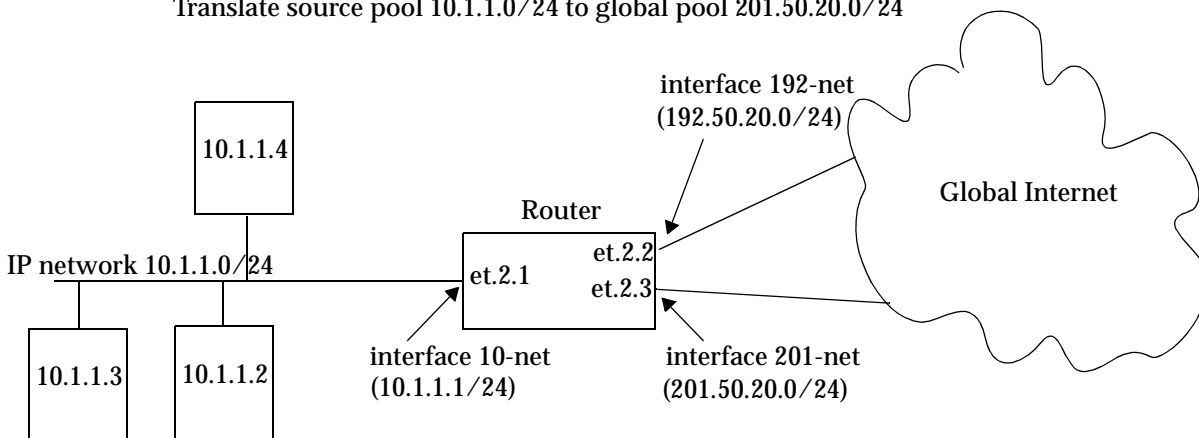 Translate source pool 10.1.1.0/24 to global pool 201.50.20.0/24
interface 192-net
(192.50.20.0/24)
10.1.1.4
Global Internet
Router
IP network 10.1.1.0/24
et.2.1
et.2.2
et.2.3
10.1.1.3
10.1.1.2
interface 10-net
(10.1.1.1/24)
interface 201-net
(201.50.20.0/24)